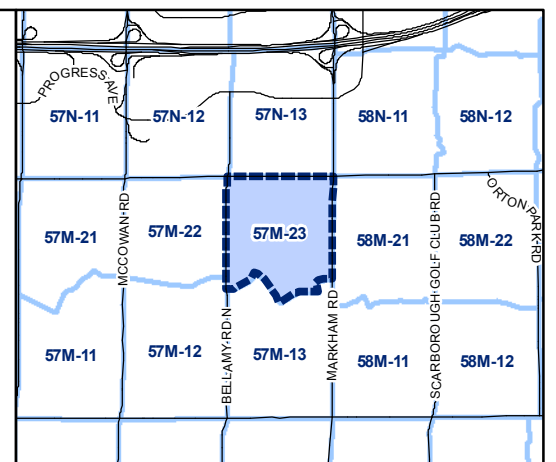 PROGRESS AVE
57N-11
57N-12
57N-13
58N-11
58N-12
ORTON PARK RD
57M-21
MCCOWAN RD
57M-22
57M-23
58M-21
SCARBOROUGH GOLF CLUB RD
58M-22
BELLAMY RD N
MARKHAM RD
57M-11
57M-12
57M-13
58M-11
58M-12